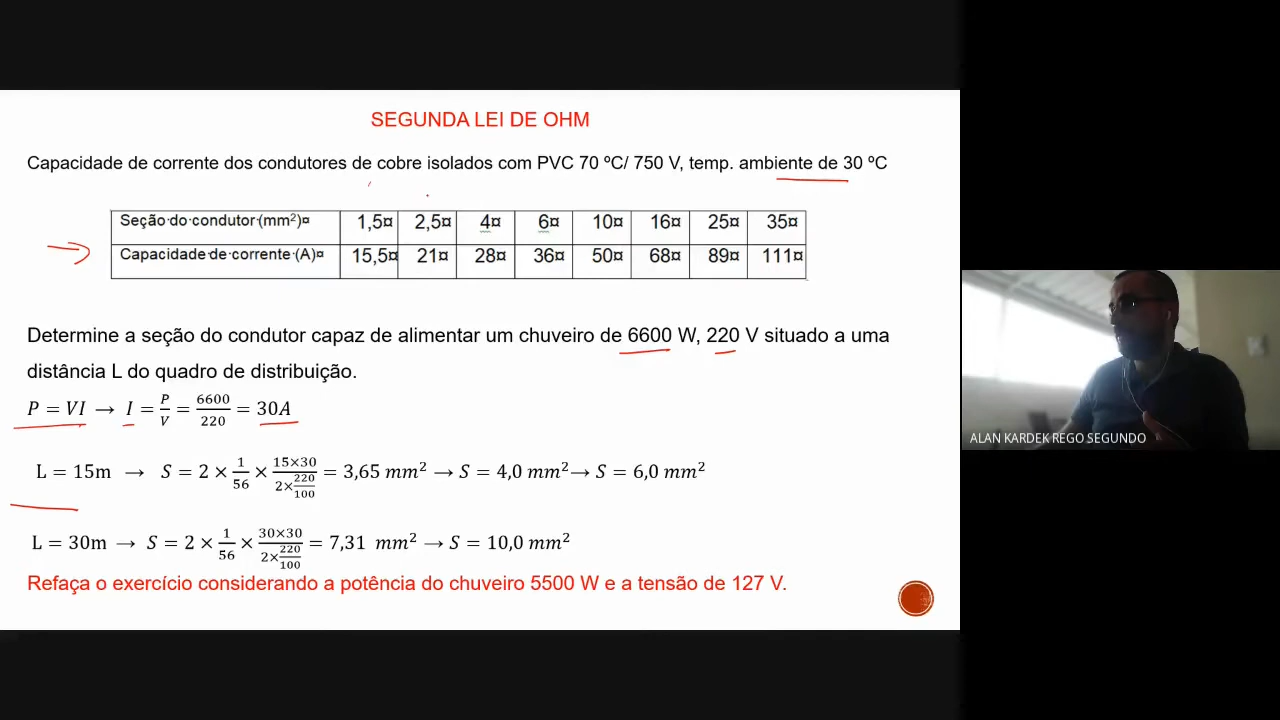 SEGUNDA LEI DE OHM
Capacidade de corrente dos condutores de cobre isolados com PVC 70 ºC/ 750 V, temp. ambiente de 30 ºC
Seção·do·condutor·(mm²)¤ 1,5¤ 2,5¤ 4¤ 6¤ 10¤ 16¤ 25¤ 35¤
Capacidade·de·corrente·(A)¤ 15,5¤ 21¤ 28¤ 36¤ 50¤ 68¤ 89¤ 111¤
Determine a seção do condutor capaz de alimentar um chuveiro de 6600 W, 220 V situado a uma
distância L do quadro de distribuição.
P = VI → I = P/V = 6600/220 = 30A
L = 15m → S = 2 × 1/56 × (15×30)/(2×220/100) = 3,65 mm² → S = 4,0 mm² → S = 6,0 mm²
L = 30m → S = 2 × 1/56 × (30×30)/(2×220/100) = 7,31 mm² → S = 10,0 mm²
Refaça o exercício considerando a potência do chuveiro 5500 W e a tensão de 127 V.
ALAN KARDEK REGO SEGUNDO